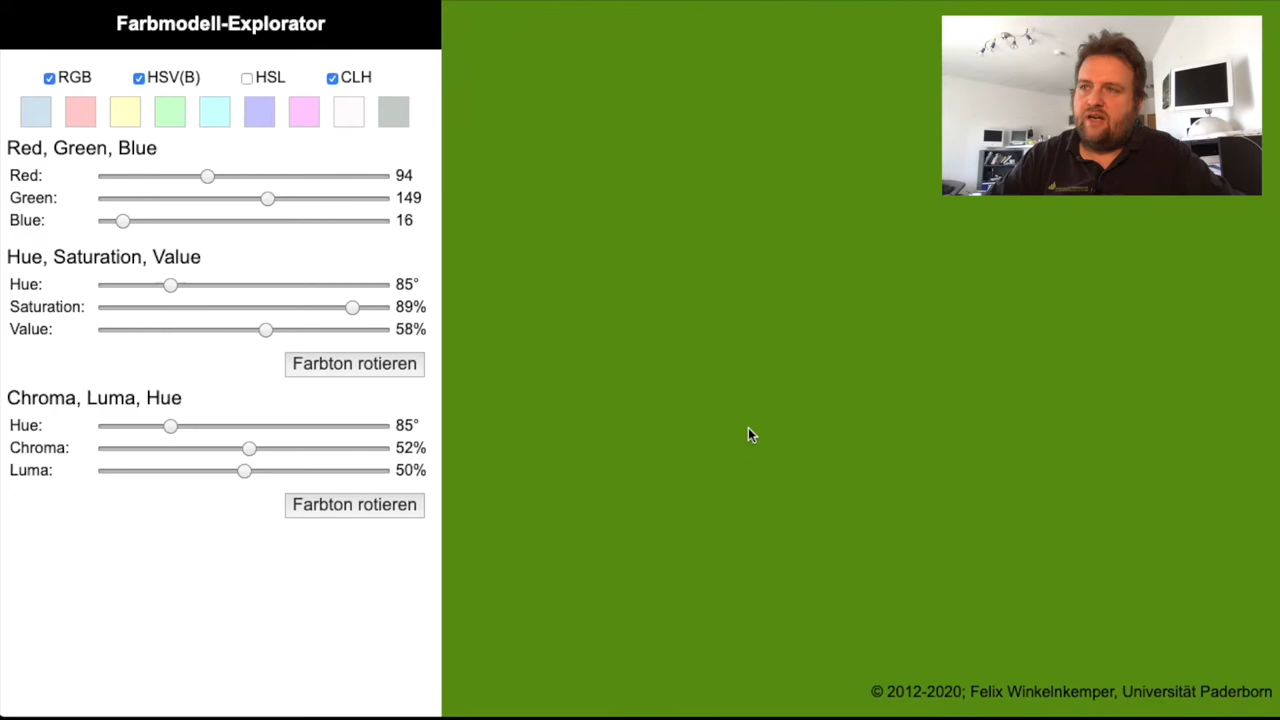 Farbmodell-Explorator
RGB HSV(B) HSL CLH
Red, Green, Blue
Red: 94
Green: 149
Blue: 16
Hue, Saturation, Value
Hue: 85°
Saturation: 89%
Value: 58%
Farbton rotieren
Chroma, Luma, Hue
Hue: 85°
Chroma: 52%
Luma: 50%
Farbton rotieren
© 2012-2020; Felix Winkelnkemper, Universität Paderborn